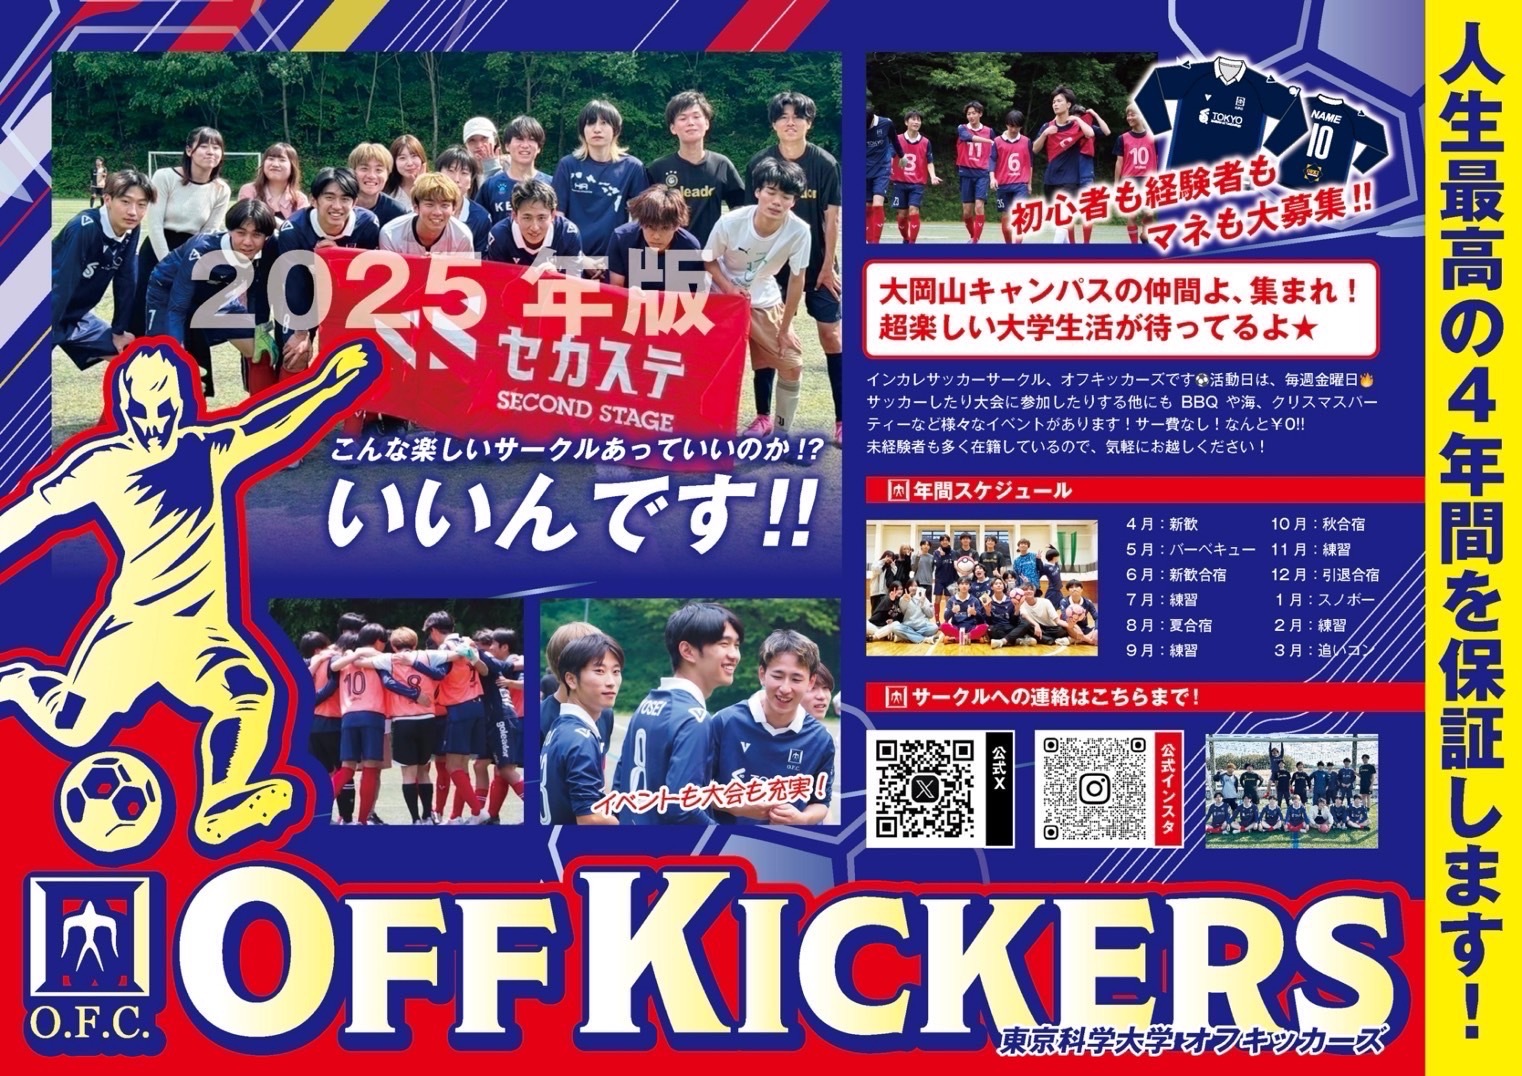 人生最高の4年間を保証します！
2025 年版
セカステ
SECOND STAGE
こんな楽しいサークルあっていいのか!?
いいんです!!
TOKYO
NAME
10
3
11
6
10
初心者も経験者も
マネも大募集!!
大岡山キャンパスの仲間よ、集まれ！
超楽しい大学生活が待ってるよ★
インカレサッカーサークル、オフキッカーズです⚽活動日は、毎週金曜日🔥
サッカーしたり大会に参加したりする他にも BBQ や海、クリスマスパー
ティーなど様々なイベントがあります！サー費なし！なんと￥0!!
未経験者も多く在籍しているので、気軽にお越しください！
年間スケジュール
4月：新歓
5月：バーベキュー
6月：新歓合宿
7月：練習
8月：夏合宿
9月：練習
10月：秋合宿
11月：練習
12月：引退合宿
1月：スノボー
2月：練習
3月：追いコン
サークルへの連絡はこちらまで！
公式X
公式インスタ
10
8
goleador
YOSEI
8
O.F.C.
イベントも大会も充実！
O.F.C.
OFF KICKERS
東京科学大学 オフキッカーズ